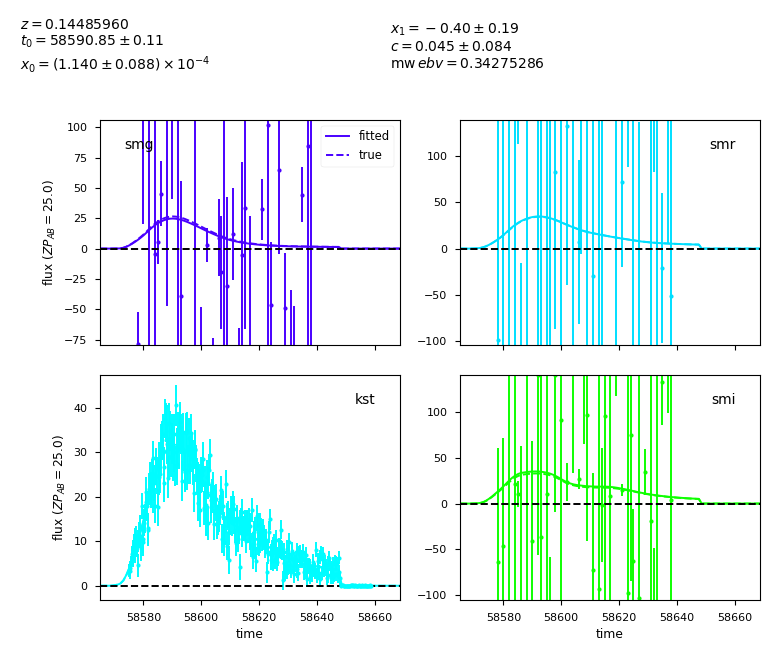 z = 0.14485960
t₀ = 58590.85 ± 0.11
x₀ = (1.140 ± 0.088) × 10⁻⁴
x₁ = −0.40 ± 0.19
c = 0.045 ± 0.084
mwebv = 0.34275286
smg
fitted
true
100
75
50
25
0
−25
−50
−75
flux (ZP_AB = 25.0)
smr
100
50
0
−50
−100
kst
40
30
20
10
0
flux (ZP_AB = 25.0)
58580 58600 58620 58640 58660
time
smi
100
50
0
−50
−100
58580 58600 58620 58640 58660
time